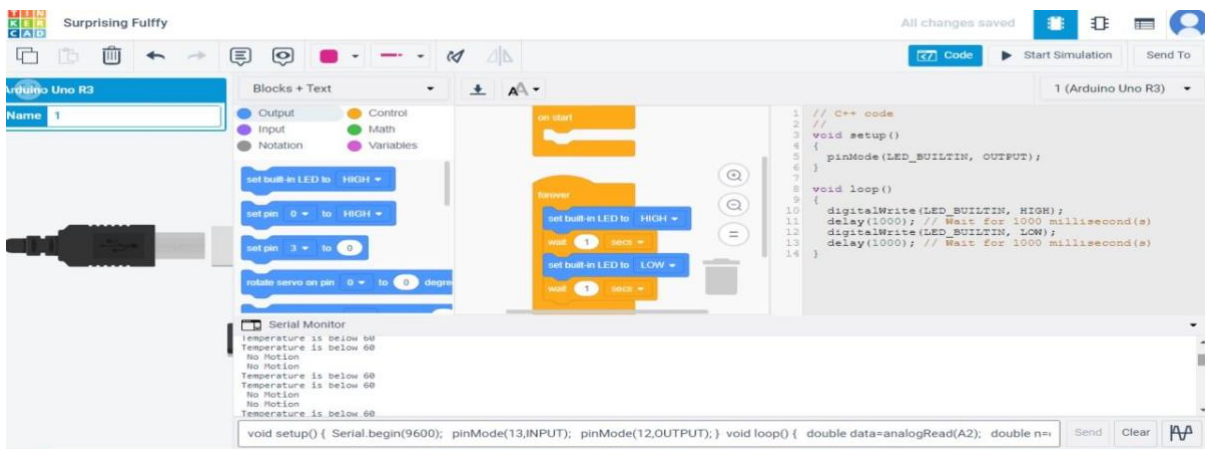 TIN
KER
CAD
Surprising Fulffy
All changes saved
Code
Start Simulation
Send To
Arduino Uno R3
Name 1
Blocks + Text
1 (Arduino Uno R3)
Output
Control
Input
Math
Notation
Variables
set built-in LED to HIGH
set pin 0 to HIGH
set pin 3 to 0
rotate servo on pin 0 to 0 degre
on start
forever
set built-in LED to HIGH
wait 1 secs
set built-in LED to LOW
wait 1 secs
1 // C++ code
2 //
3 void setup()
4 {
5 pinMode(LED_BUILTIN, OUTPUT);
6 }
7
8 void loop()
9 {
10 digitalWrite(LED_BUILTIN, HIGH);
11 delay(1000); // Wait for 1000 millisecond(s)
12 digitalWrite(LED_BUILTIN, LOW);
13 delay(1000); // Wait for 1000 millisecond(s)
14 }
Serial Monitor
Temperature is below 60
Temperature is below 60
No Motion
No Motion
Temperature is below 60
Temperature is below 60
No Motion
No Motion
Temperature is below 60
void setup() { Serial.begin(9600); pinMode(13,INPUT); pinMode(12,OUTPUT); } void loop() { double data=analogRead(A2); double n=
Send
Clear